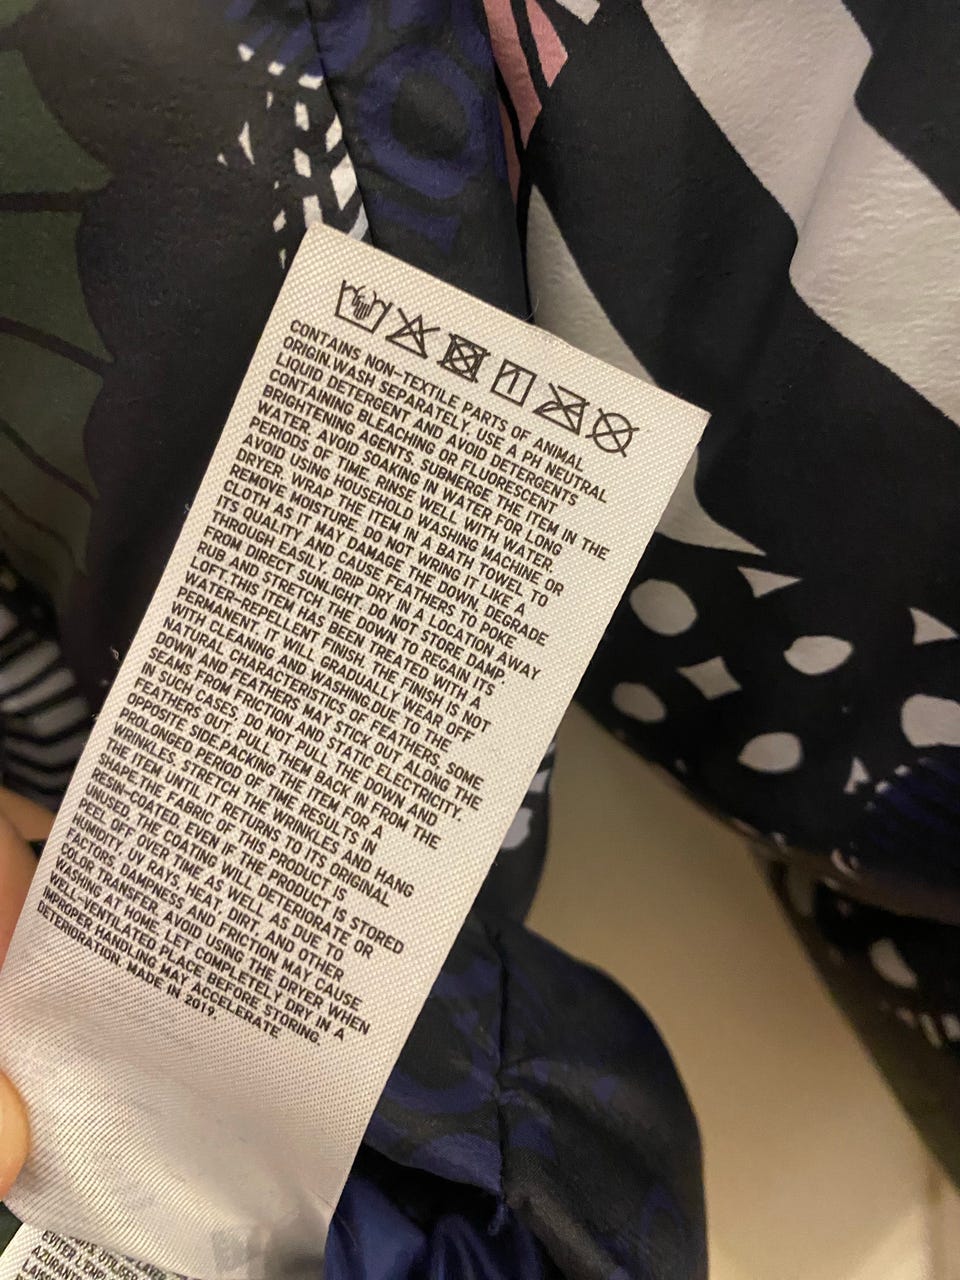 CONTAINS NON-TEXTILE PARTS OF ANIMAL
ORIGIN.WASH SEPARATELY. USE A PH NEUTRAL
LIQUID DETERGENT AND AVOID DETERGENTS
CONTAINING BLEACHING OR FLUORESCENT
BRIGHTENING AGENTS. SUBMERGE THE ITEM IN THE
WATER. AVOID SOAKING IN WATER FOR LONG
PERIODS OF TIME. RINSE WELL WITH WATER.
AVOID USING HOUSEHOLD WASHING MACHINE OR
DRYER. WRAP THE ITEM IN A BATH TOWEL TO
REMOVE MOISTURE. DO NOT WRING IT LIKE A
CLOTH AS IT MAY DAMAGE THE DOWN, DEGRADE
ITS QUALITY AND CAUSE FEATHERS TO POKE
THROUGH EASILY. DRIP DRY IN A LOCATION AWAY
FROM DIRECT SUNLIGHT. DO NOT STORE DAMP.
RUB AND STRETCH THE DOWN TO REGAIN ITS
LOFT.THIS ITEM HAS BEEN TREATED WITH A
WATER-REPELLENT FINISH. THE FINISH IS NOT
PERMANENT. IT WILL GRADUALLY WEAR OFF
WITH CLEANING AND WASHING.DUE TO THE
NATURAL CHARACTERISTICS OF FEATHERS, SOME
DOWN AND FEATHERS MAY STICK OUT ALONG THE
SEAMS FROM FRICTION AND STATIC ELECTRICITY.
IN SUCH CASES, DO NOT PULL THE DOWN AND
FEATHERS OUT, PULL THEM BACK IN FROM THE
OPPOSITE SIDE.PACKING THE ITEM FOR A
PROLONGED PERIOD OF TIME RESULTS IN
WRINKLES. STRETCH THE WRINKLES AND HANG
THE ITEM UNTIL IT RETURNS TO ITS ORIGINAL
SHAPE.THE FABRIC OF THIS PRODUCT IS
RESIN-COATED. EVEN IF THE PRODUCT IS STORED
UNUSED, THE COATING WILL DETERIORATE OR
PEEL OFF OVER TIME AS WELL AS DUE TO
HUMIDITY, UV RAYS, HEAT, DIRT, AND OTHER
FACTORS. DAMPNESS AND FRICTION MAY CAUSE
COLOR TRANSFER. AVOID USING THE DRYER. WHEN
WASHING AT HOME, LET COMPLETELY DRY IN A
WELL-VENTILATED PLACE BEFORE STORING.
IMPROPER HANDLING MAY ACCELERATE
DETERIORATION. MADE IN 2019.
UTILISER
ÉVITER L'EMPL
AZURANT
LAISS